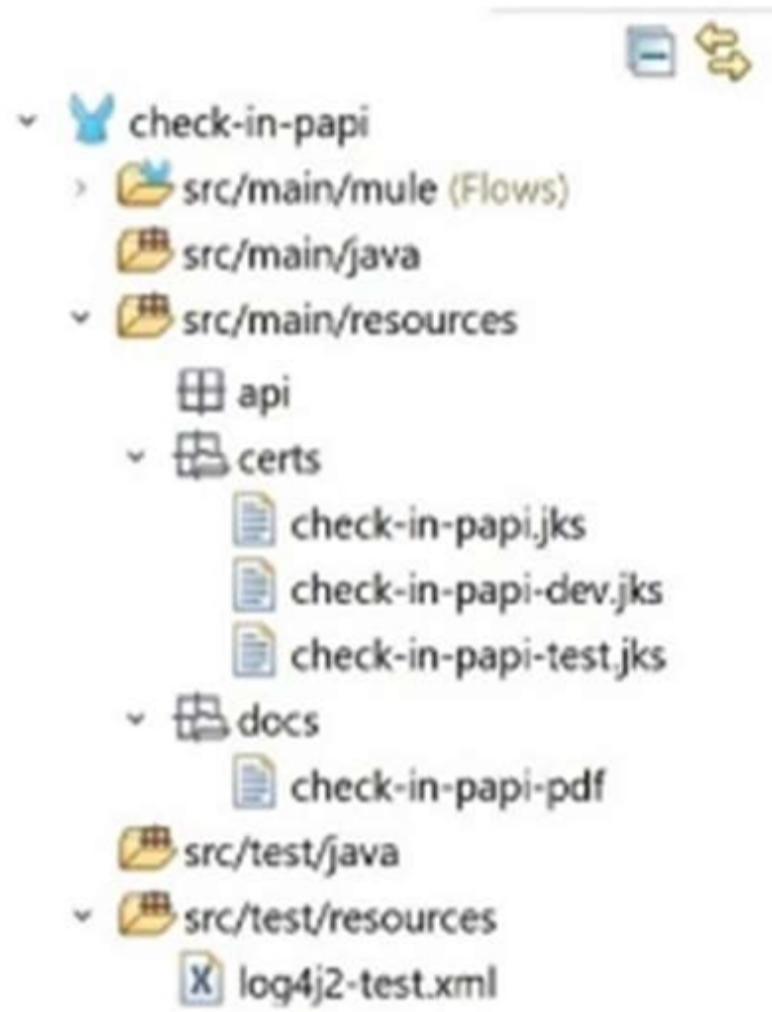 check-in-papi
src/main/mule (Flows)
src/main/java
src/main/resources
api
certs
check-in-papi.jks
check-in-papi-dev.jks
check-in-papi-test.jks
docs
check-in-papi-pdf
src/test/java
src/test/resources
log4j2-test.xml